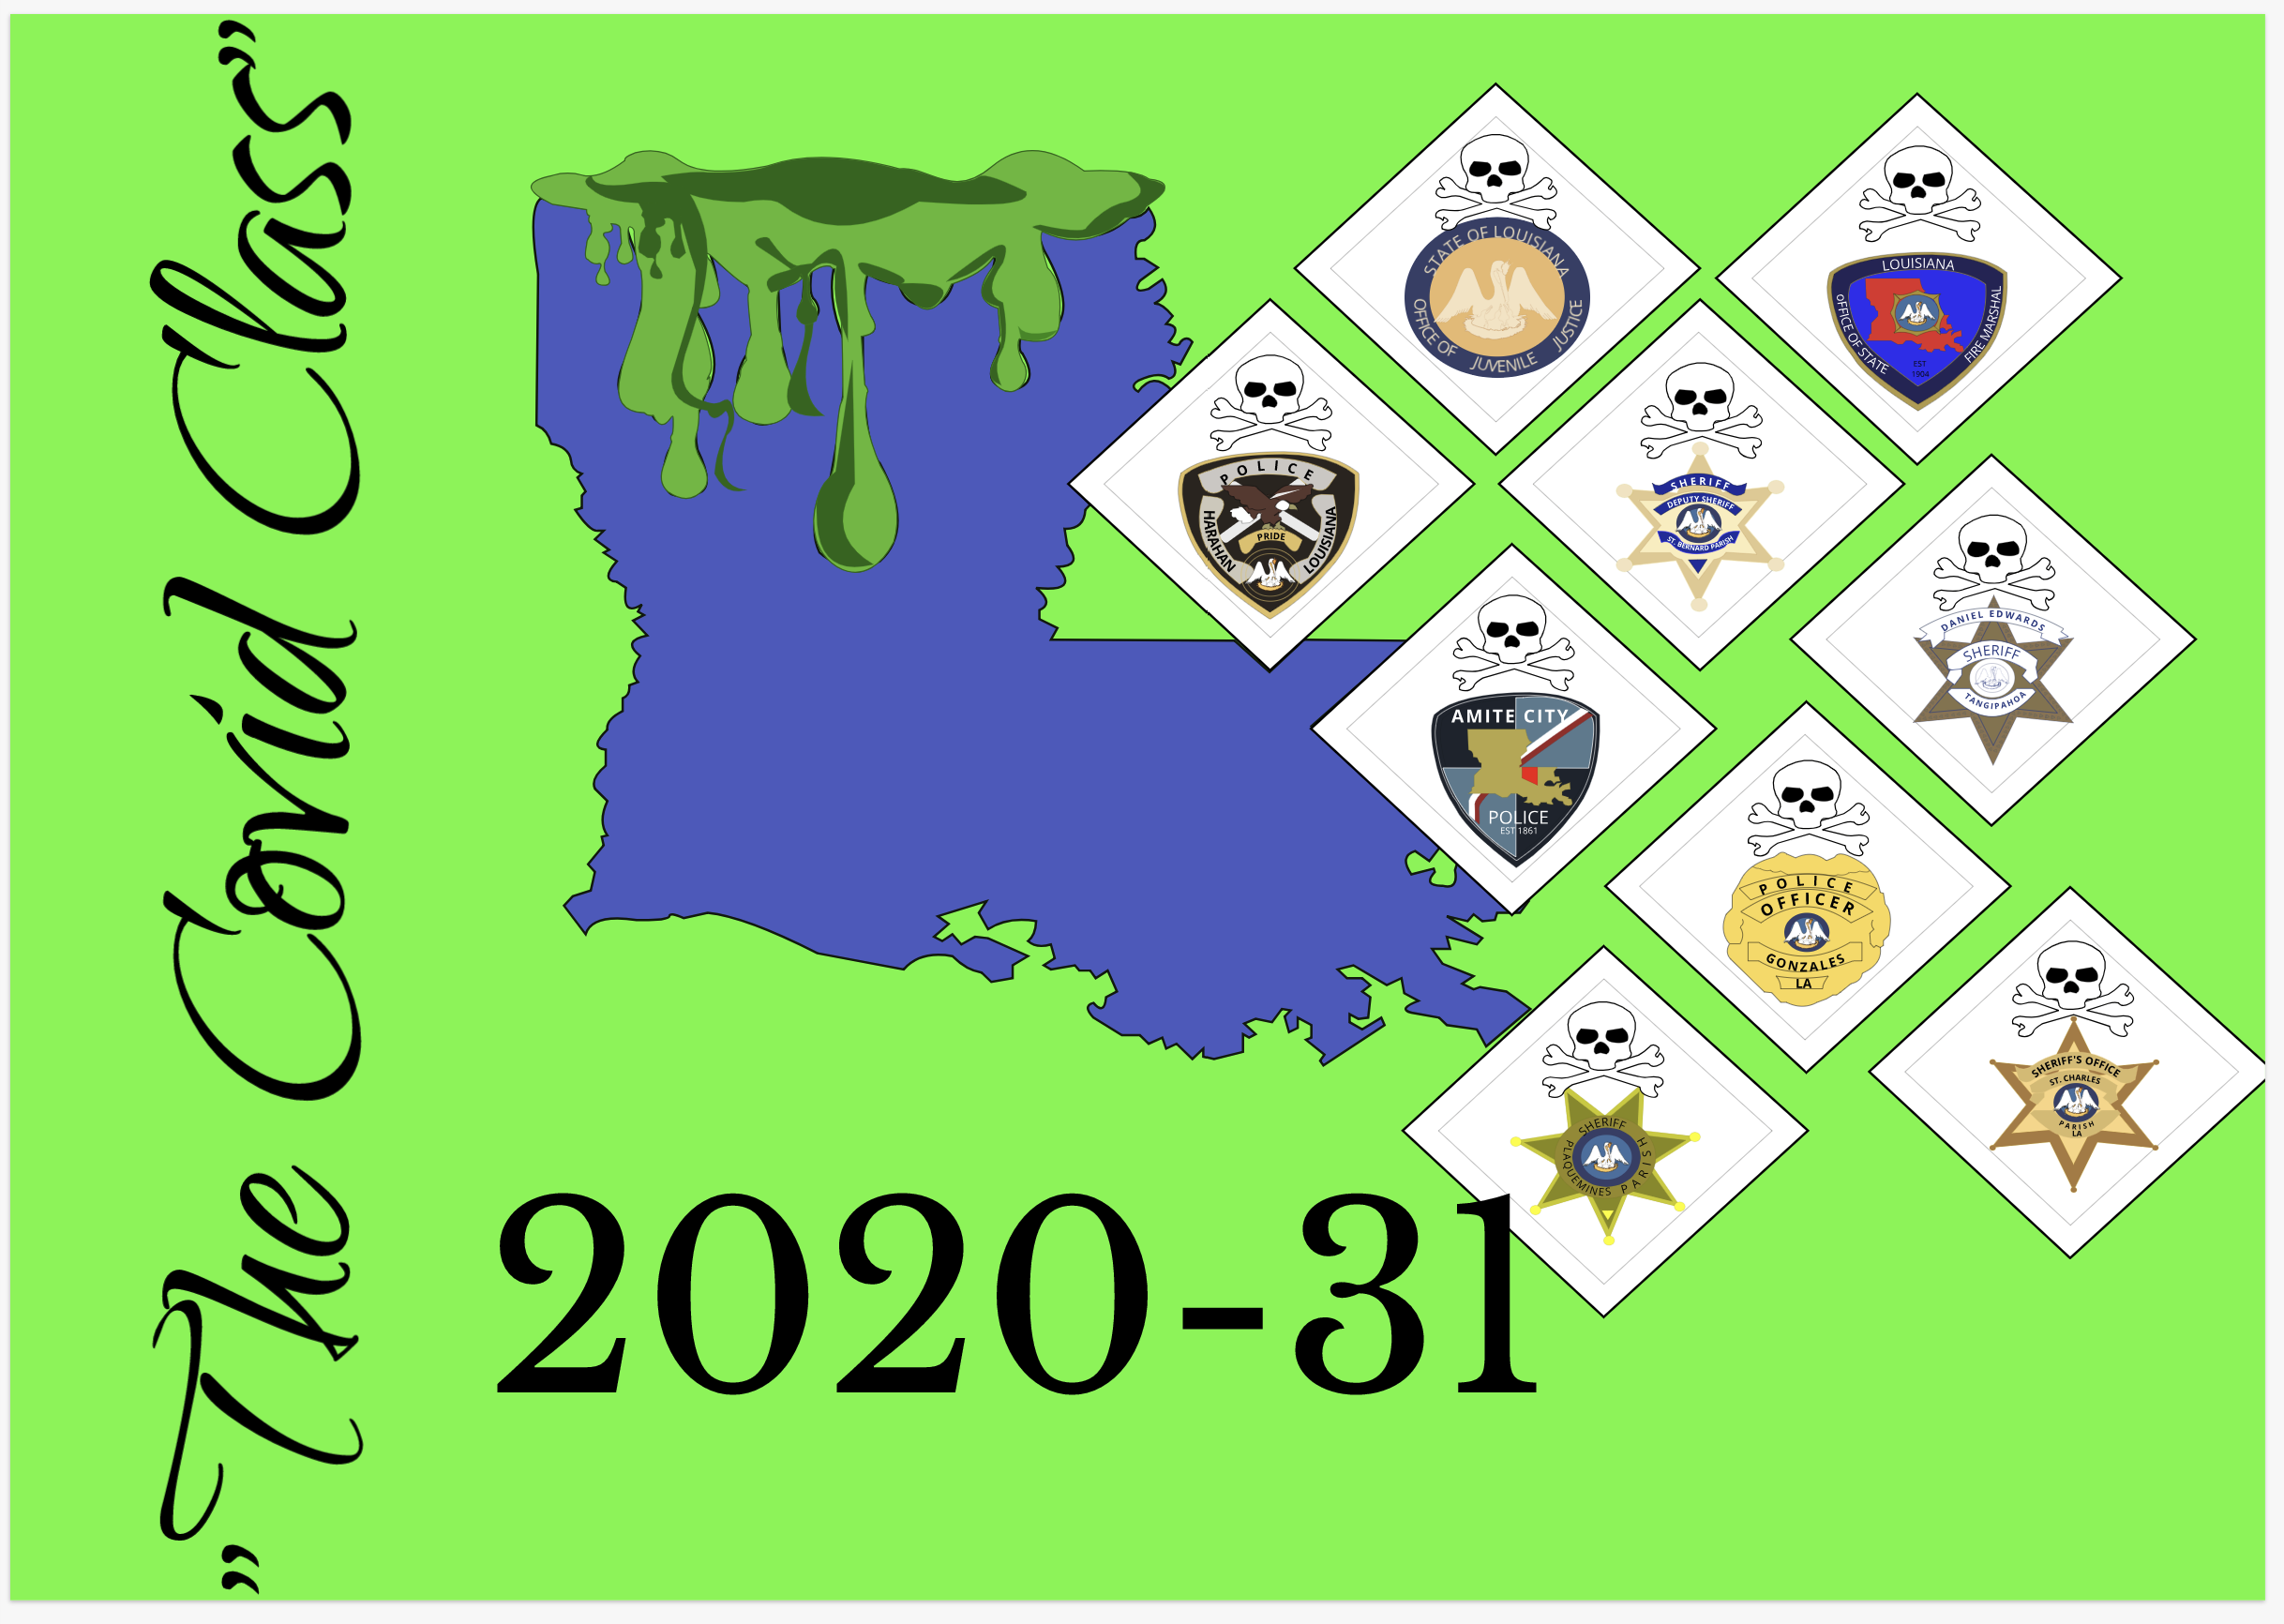 "The Covid Class"
STATE OF LOUISIANA
OFFICE OF JUVENILE JUSTICE
LOUISIANA
OFFICE OF STATE FIRE MARSHAL
EST
1904
POLICE
HARAHAN LOUISIANA
PRIDE
SHERIFF
DEPUTY SHERIFF
ST. BERNARD PARISH
DANIEL EDWARDS
SHERIFF
TANGIPAHOA
AMITE CITY
POLICE
EST 1861
POLICE
OFFICER
GONZALES
LA
SHERIFF
PLAQUEMINES PARISH
SHERIFF'S OFFICE
ST. CHARLES
PARISH
LA
2020-31